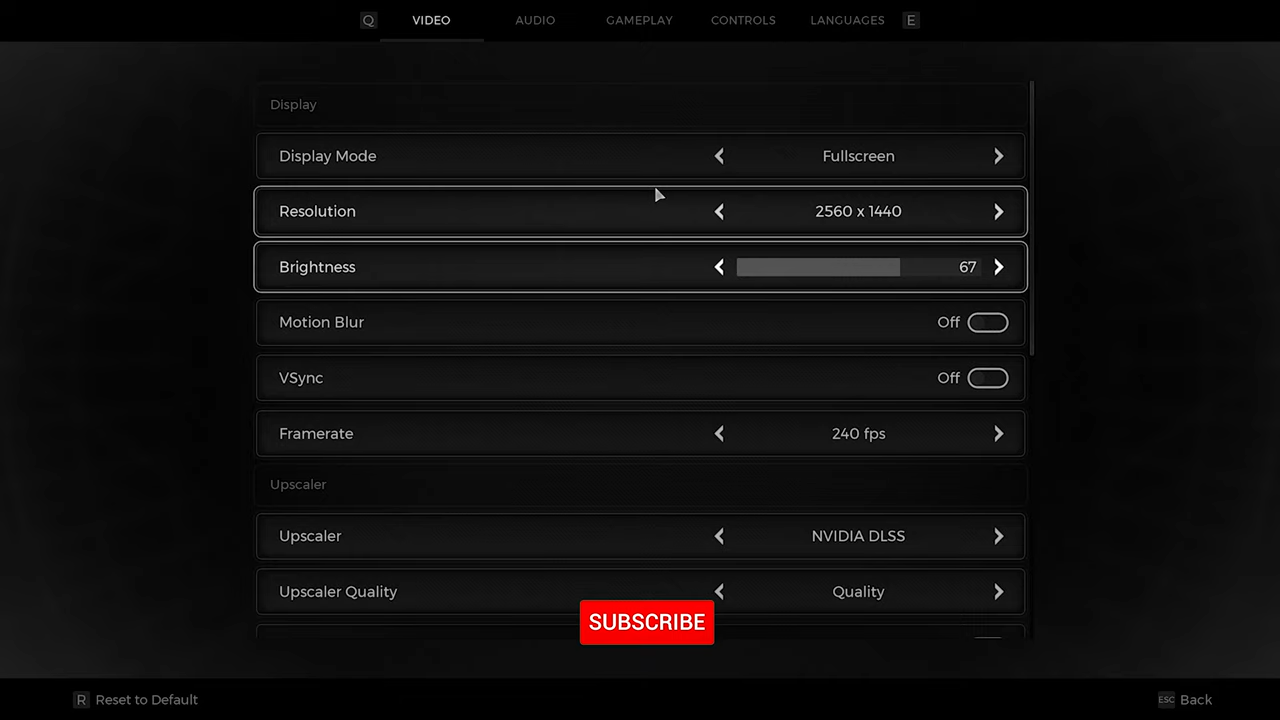 Q VIDEO AUDIO GAMEPLAY CONTROLS LANGUAGES E
Display
Display Mode Fullscreen
Resolution 2560 x 1440
Brightness 67
Motion Blur Off
VSync Off
Framerate 240 fps
Upscaler
Upscaler NVIDIA DLSS
Upscaler Quality Quality
SUBSCRIBE
R Reset to Default ESC Back